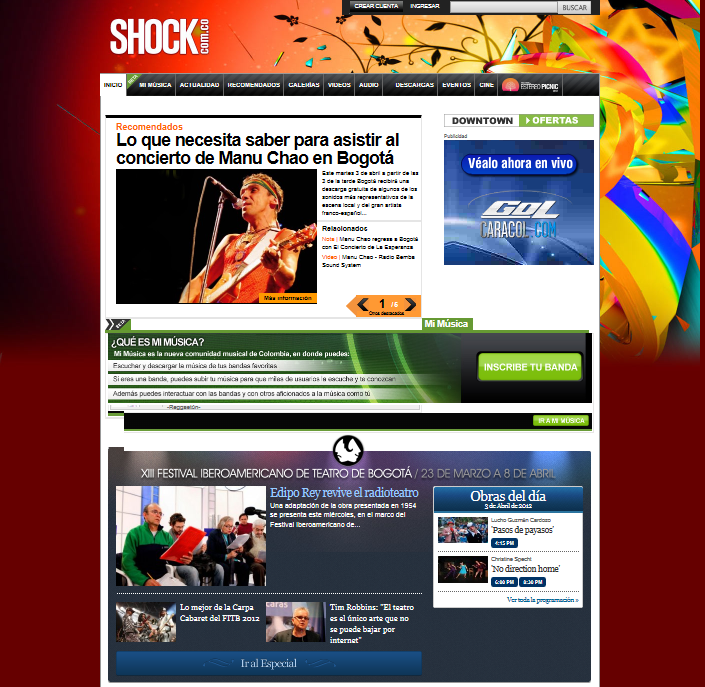 CREAR CUENTA
INGRESAR
BUSCAR
SHOCK.com.co
INICIO
BETA
MI MÚSICA
ACTUALIDAD
RECOMENDADOS
GALERÍAS
VIDEOS
AUDIO
DESCARGAS
EVENTOS
CINE
ESTEREO PICNIC
Recomendados
Lo que necesita saber para asistir al
concierto de Manu Chao en Bogotá
Este martes 3 de abril a partir de las
3 de la tarde Bogotá recibirá una
descarga gratuita de algunos de los
sonidos más representativos de la
escena local y del gran artista
franco-español...
Relacionados
Nota | Manu Chao regresa a Bogotá
con El Concierto de La Esperanza
Video | Manu Chao - Radio Bemba
Sound System
Más información
1 / 6
Otros destacados
DOWNTOWN OFERTAS
Publicidad
Véalo ahora en vivo
GOL
CARACOL.COM
BETA
Mi Música
¿QUÉ ES MI MÚSICA?
Mi Música es la nueva comunidad musical de Colombia, en donde puedes:
Escuchar y descargar la música de tus bandas favoritas
Si eres una banda, puedes subir tu música para que miles de usuarios la escuche y te conozcan
Además puedes interactuar con las bandas y con otros aficionados a la música como tú
INSCRIBE TU BANDA
-Reggaetón-
IR A MI MÚSICA
XIII FESTIVAL IBEROAMERICANO DE TEATRO DE BOGOTÁ / 23 DE MARZO A 8 DE ABRIL
Edipo Rey revive el radioteatro
Una adaptación de la obra presentada en 1954
se presenta este miércoles, en el marco del
Festival Iberoamericano de...
Obras del día
3 de Abril de 2012
Lucho Guzmán Cardozo
'Pasos de payasos'
4:15 PM
Christine Specht
'No direction home'
6:00 PM 8:30 PM
Ver toda la programación »
Lo mejor de la Carpa
Cabaret del FITB 2012
caras
Tim Robbins: "El teatro
es el único arte que no
se puede bajar por
internet"
Ir al Especial